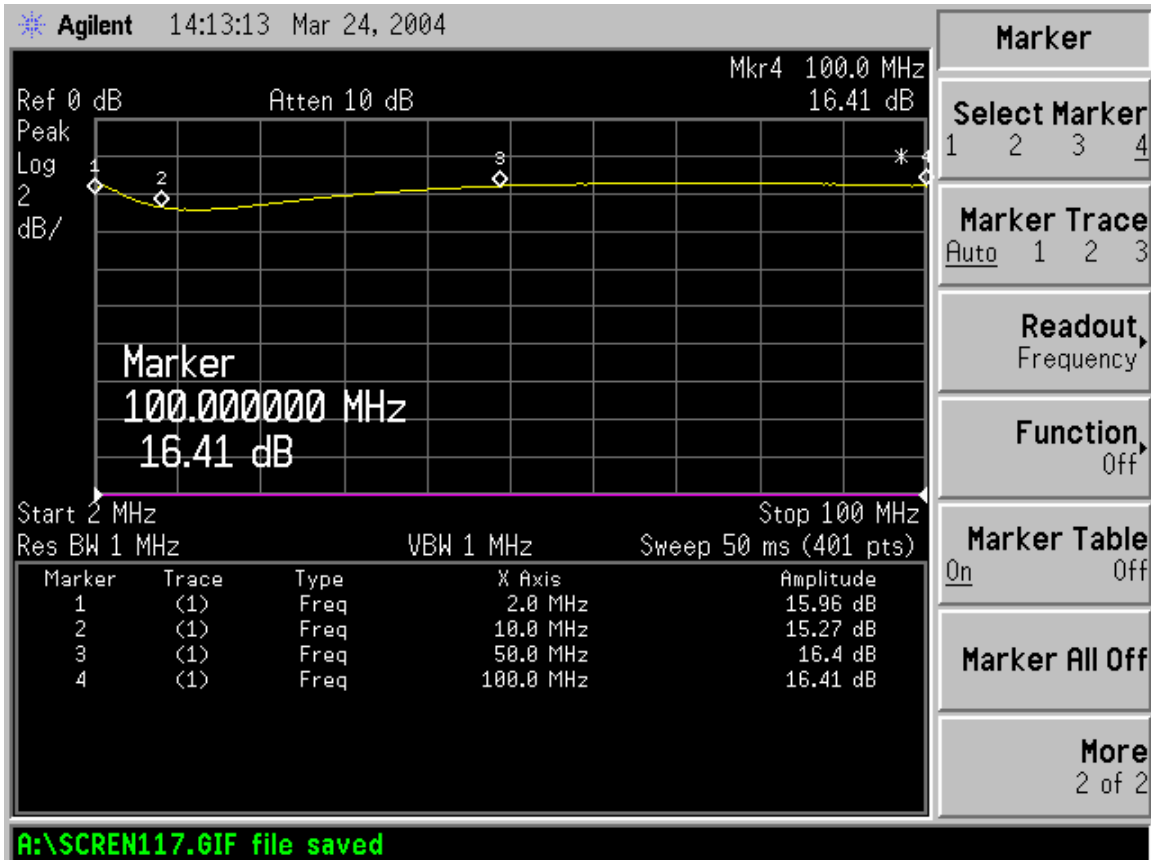 Agilent 14:13:13 Mar 24, 2004
Mkr4 100.0 MHz
Ref 0 dB Atten 10 dB 16.41 dB
Peak
Log
2
dB/
1
2
3
* 4
Marker
100.000000 MHz
16.41 dB
Start 2 MHz Stop 100 MHz
Res BW 1 MHz VBW 1 MHz Sweep 50 ms (401 pts)
Marker Trace Type X Axis Amplitude
1 (1) Freq 2.0 MHz 15.96 dB
2 (1) Freq 10.0 MHz 15.27 dB
3 (1) Freq 50.0 MHz 16.4 dB
4 (1) Freq 100.0 MHz 16.41 dB
A:\SCREN117.GIF file saved
Marker
Select Marker
1 2 3 4
Marker Trace
Auto 1 2 3
Readout
Frequency
Function
Off
Marker Table
On Off
Marker All Off
More
2 of 2